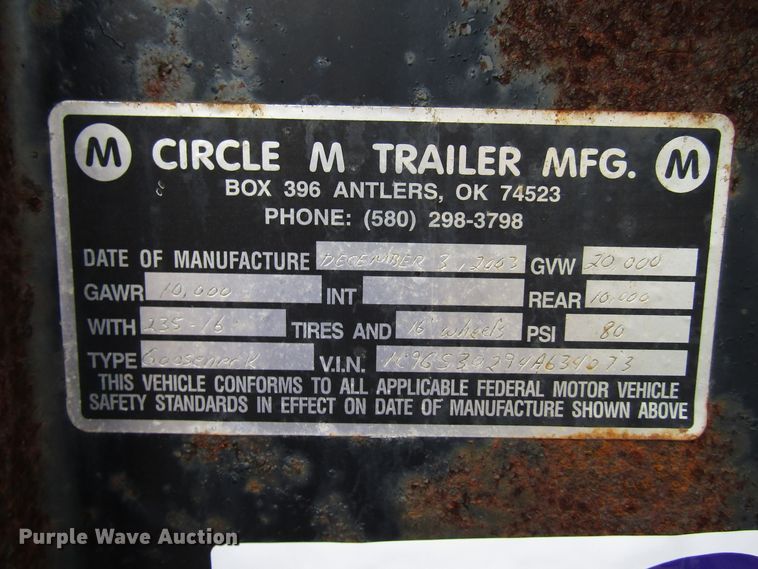 M CIRCLE M TRAILER MFG. M
BOX 396 ANTLERS, OK 74523
PHONE: (580) 298-3798
DATE OF MANUFACTURE DECEMBER 3, 2003 GVW 20,000
GAWR 10,000 INT REAR 10,000
WITH 235-16 TIRES AND 16" wheels PSI 80
TYPE Gooseneck V.I.N.
THIS VEHICLE CONFORMS TO ALL APPLICABLE FEDERAL MOTOR VEHICLE
SAFETY STANDARDS IN EFFECT ON DATE OF MANUFACTURE SHOWN ABOVE
Purple Wave Auction